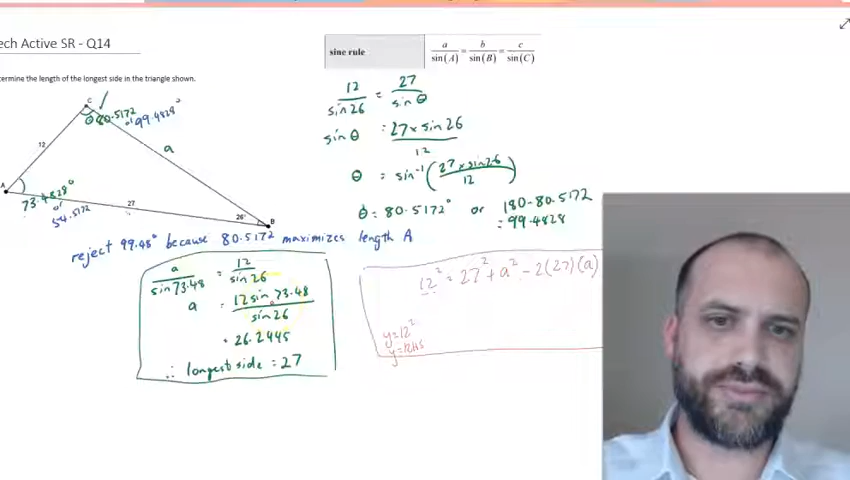 ech Active SR - Q14
termine the length of the longest side in the triangle shown.
sine rule
a/sin(A) = b/sin(B) = c/sin(C)
C
θ 80.5172°
or 99.4828°
12
a
A
73.4828°
or
54.5172
27
26°
B
12/sin 26 = 27/sin θ
sin θ = 27 × sin 26/12
θ = sin⁻¹(27 × sin 26/12)
θ = 80.5172° or 180 - 80.5172
= 99.4828
reject 99.48° because 80.5172 maximizes length A
a/sin 73.48 = 12/sin 26
a = 12 sin 73.48/sin 26
= 26.2445
∴ longest side = 27
12² = 27² + a² - 2(27)(a)
y = 12²